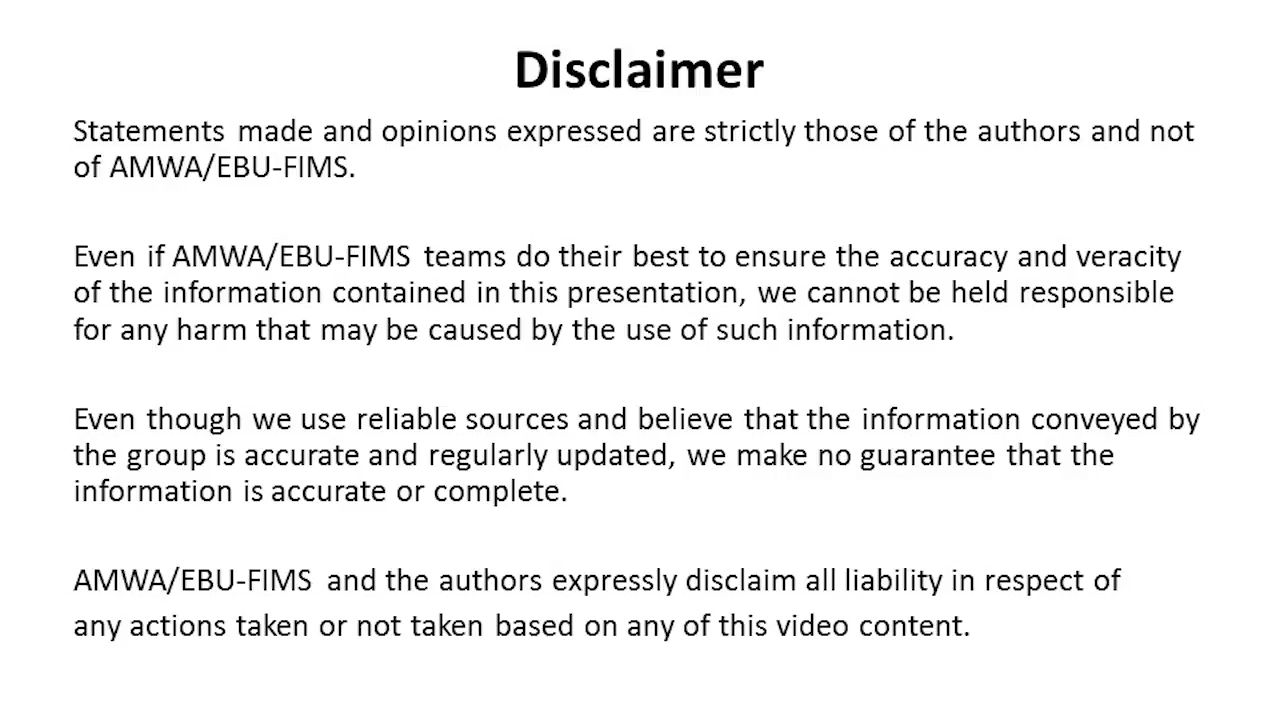 Disclaimer
Statements made and opinions expressed are strictly those of the authors and not
of AMWA/EBU-FIMS.
Even if AMWA/EBU-FIMS teams do their best to ensure the accuracy and veracity
of the information contained in this presentation, we cannot be held responsible
for any harm that may be caused by the use of such information.
Even though we use reliable sources and believe that the information conveyed by
the group is accurate and regularly updated, we make no guarantee that the
information is accurate or complete.
AMWA/EBU-FIMS and the authors expressly disclaim all liability in respect of
any actions taken or not taken based on any of this video content.